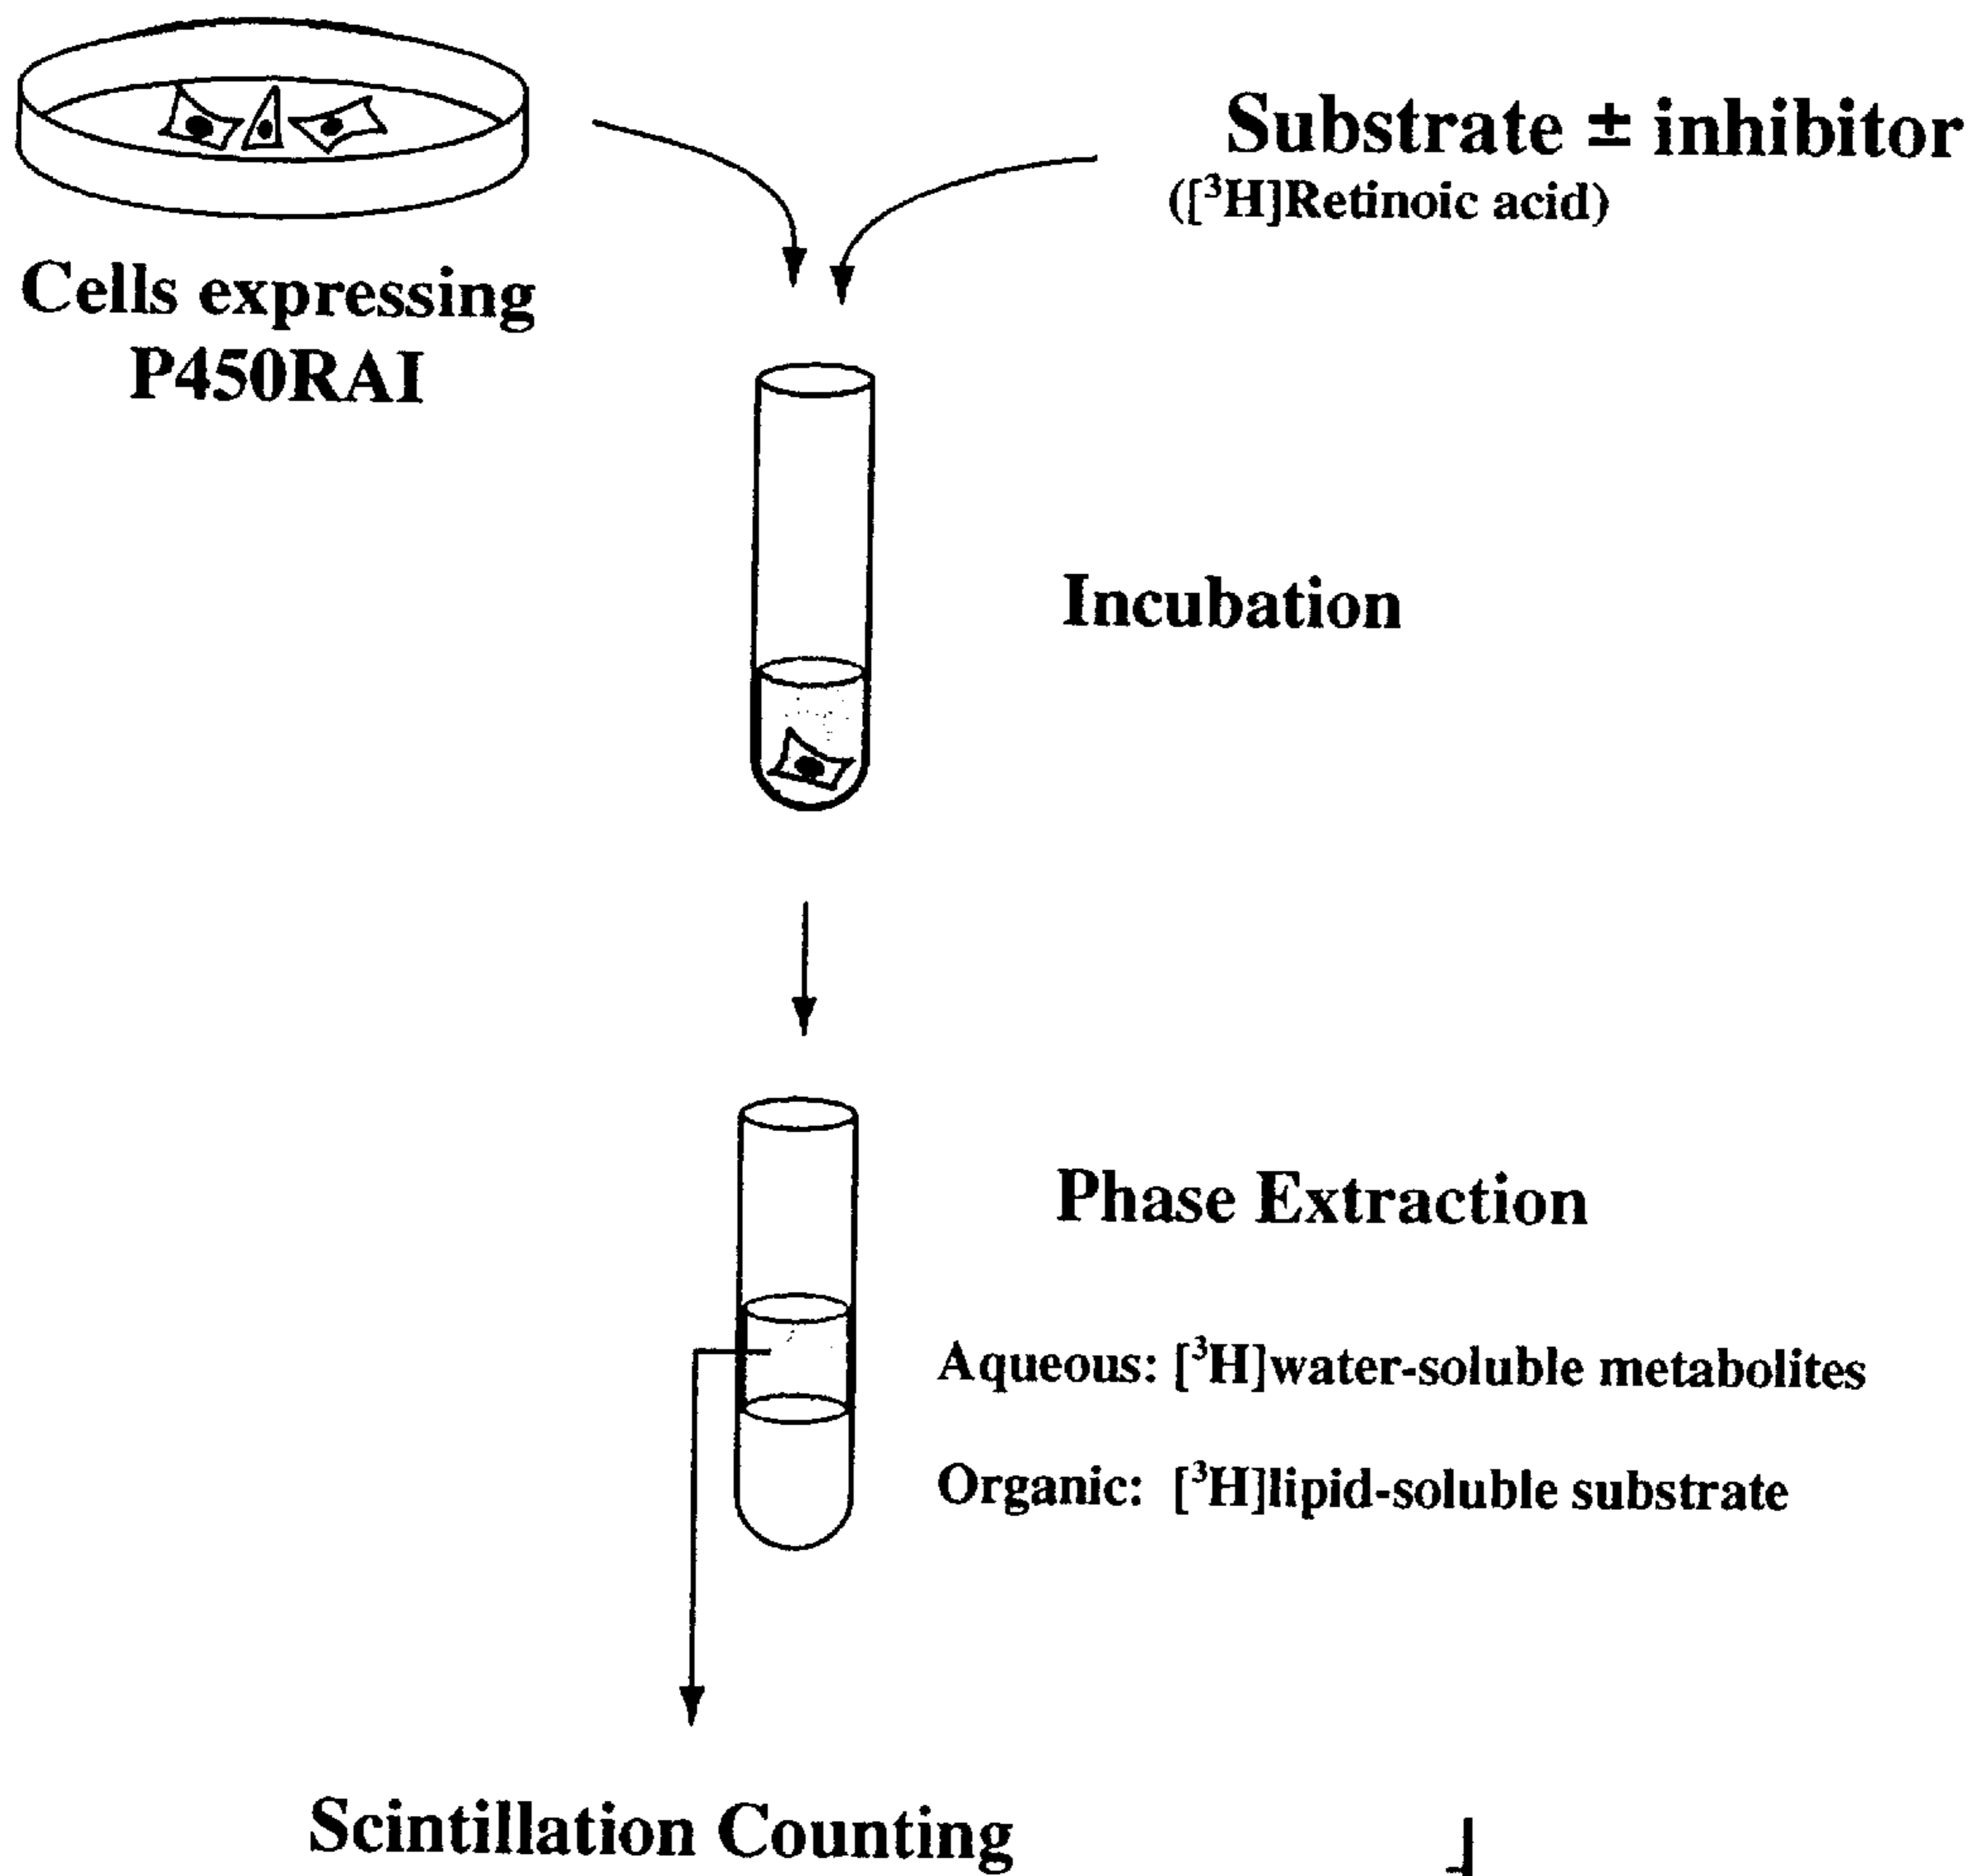 Substrate ± inhibitor
([³H]Retinoic acid)
Cells expressing
P450RAI
Incubation
Phase Extraction
Aqueous: [³H]water-soluble metabolites
Organic: [³H]lipid-soluble substrate
Scintillation Counting